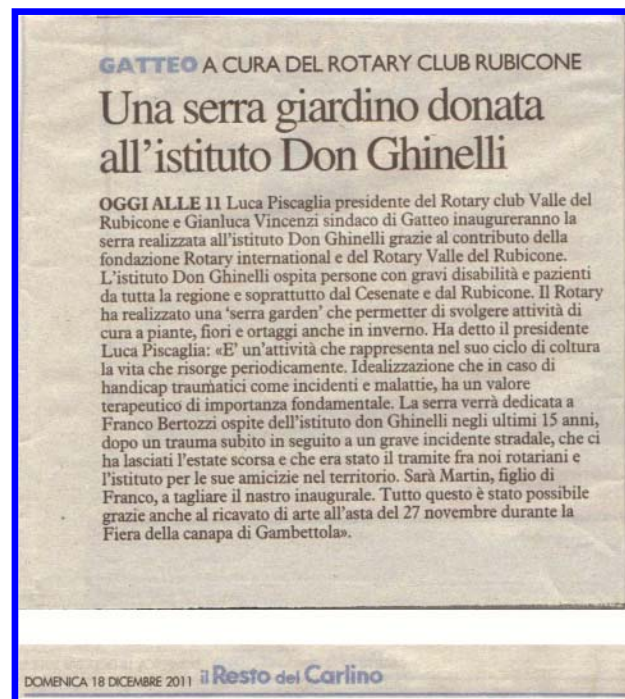 GATTEO A CURA DEL ROTARY CLUB RUBICONE
Una serra giardino donata
all'istituto Don Ghinelli
OGGI ALLE 11 Luca Piscaglia presidente del Rotary club Valle del
Rubicone e Gianluca Vincenzi sindaco di Gatteo inaugureranno la
serra realizzata all'istituto Don Ghinelli grazie al contributo della
fondazione Rotary international e del Rotary Valle del Rubicone.
L'istituto Don Ghinelli ospita persone con gravi disabilità e pazienti
da tutta la regione e soprattutto dal Cesenate e dal Rubicone. Il Rotary
ha realizzato una 'serra garden' che permetter di svolgere attività di
cura a piante, fiori e ortaggi anche in inverno. Ha detto il presidente
Luca Piscaglia: «E' un'attività che rappresenta nel suo ciclo di coltura
la vita che risorge periodicamente. Idealizzazione che in caso di
handicap traumatici come incidenti e malattie, ha un valore
terapeutico di importanza fondamentale. La serra verrà dedicata a
Franco Bertozzi ospite dell'istituto don Ghinelli negli ultimi 15 anni,
dopo un trauma subito in seguito a un grave incidente stradale, che ci
ha lasciati l'estate scorsa e che era stato il tramite fra noi rotariani e
l'istituto per le sue amicizie nel territorio. Sarà Martin, figlio di
Franco, a tagliare il nastro inaugurale. Tutto questo è stato possibile
grazie anche al ricavato di arte all'asta del 27 novembre durante la
Fiera della canapa di Gambettola».
DOMENICA 18 DICEMBRE 2011 il Resto del Carlino